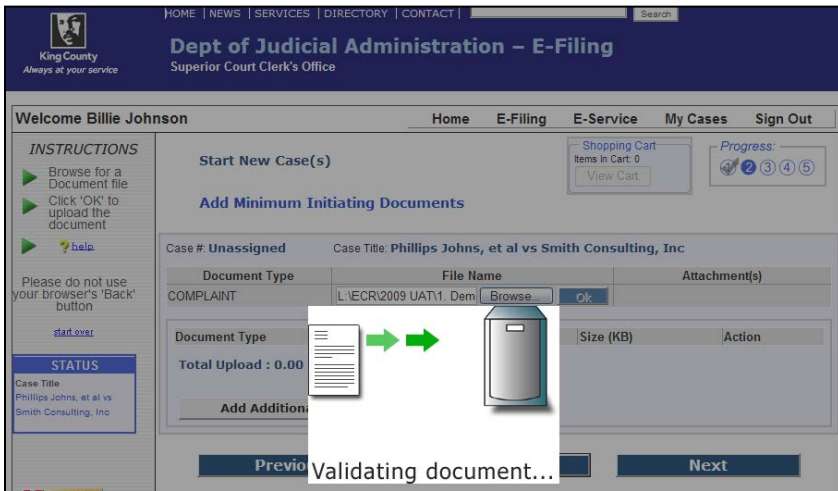 HOME | NEWS | SERVICES | DIRECTORY | CONTACT |
Search
King County
Always at your service
Dept of Judicial Administration – E-Filing
Superior Court Clerk's Office
Welcome Billie Johnson
Home E-Filing E-Service My Cases Sign Out
INSTRUCTIONS
Browse for a
Document file
Click 'OK' to
upload the
document
?help
Please do not use
your browser's 'Back'
button
start over
STATUS
Case Title
Phillips Johns, et al vs
Smith Consulting, Inc
Start New Case(s)
Shopping Cart
Items in Cart: 0
View Cart
Progress:
2 3 4 5
Add Minimum Initiating Documents
Case #: Unassigned Case Title: Phillips Johns, et al vs Smith Consulting, Inc
Document Type File Name Attachment(s)
COMPLAINT L:\ECR\2009 UAT\1. Dem Browse... Ok
Document Type Size (KB) Action
Total Upload : 0.00
Add Additiona
Previo Next
Validating document...